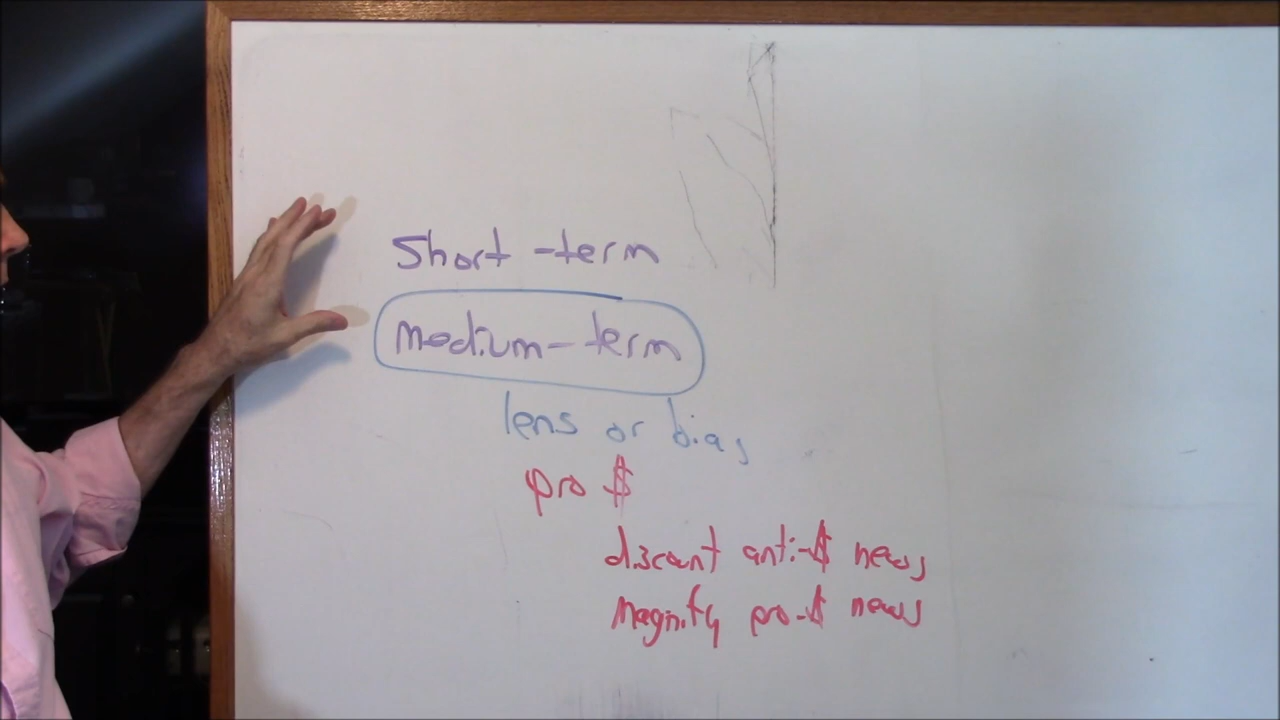 Short-term
medium-term
lens or bias
pro $
discount anti-$ news
magnify pro-$ news